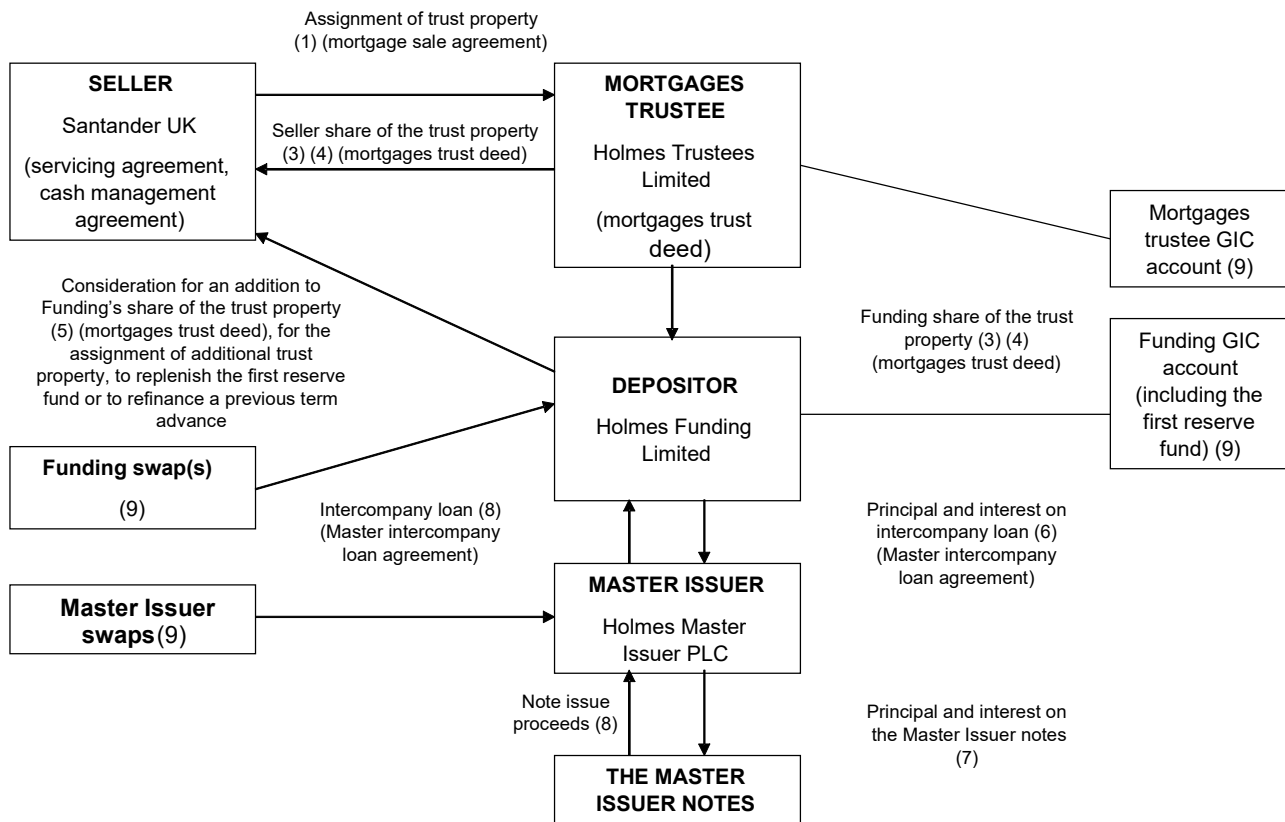 Assignment of trust property
(1) (mortgage sale agreement)
SELLER
Santander UK
(servicing agreement,
cash management
agreement)
Seller share of the trust property
(3) (4) (mortgages trust deed)
MORTGAGES
TRUSTEE
Holmes Trustees
Limited
(mortgages trust
deed)
Mortgages
trustee GIC
account (9)
Consideration for an addition to
Funding’s share of the trust property
(5) (mortgages trust deed), for the
assignment of additional trust
property, to replenish the first reserve
fund or to refinance a previous term
advance
DEPOSITOR
Holmes Funding
Limited
Funding share of the trust
property (3) (4)
(mortgages trust deed)
Funding GIC
account
(including the
first reserve
fund) (9)
Funding swap(s)
(9)
Intercompany loan (8)
(Master intercompany
loan agreement)
Principal and interest on
intercompany loan (6)
(Master intercompany
loan agreement)
Master Issuer
swaps(9)
MASTER ISSUER
Holmes Master
Issuer PLC
Note issue
proceeds (8)
Principal and interest on
the Master Issuer notes
(7)
THE MASTER
ISSUER NOTES